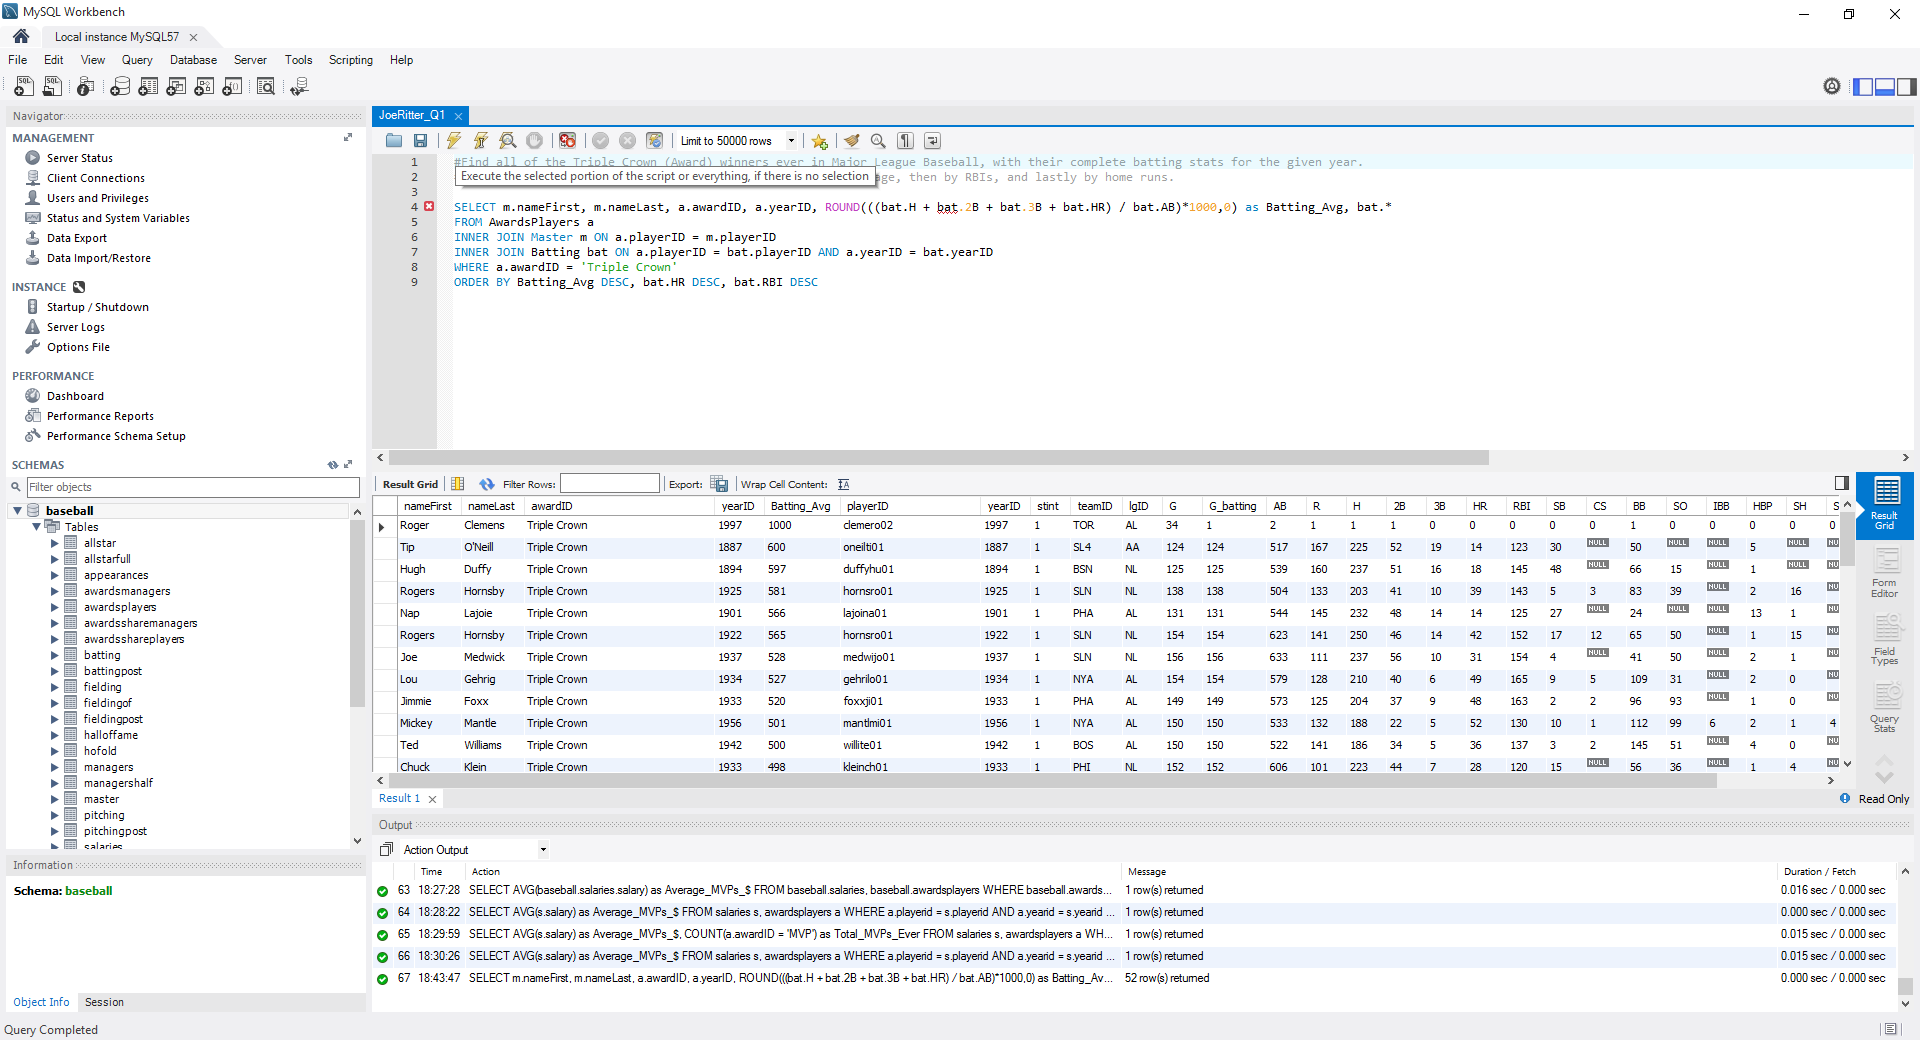 MySQL Workbench
Local instance MySQL57
File Edit View Query Database Server Tools Scripting Help
Navigator
MANAGEMENT
Server Status
Client Connections
Users and Privileges
Status and System Variables
Data Export
Data Import/Restore
INSTANCE
Startup / Shutdown
Server Logs
Options File
PERFORMANCE
Dashboard
Performance Reports
Performance Schema Setup
SCHEMAS
Filter objects
baseball
Tables
allstar
allstarfull
appearances
awardsmanagers
awardsplayers
awardssharemanagers
awardsshareplayers
batting
battingpost
fielding
fieldingof
fieldingpost
halloffame
hofold
managers
managershalf
master
pitching
pitchingpost
salaries
Information
Schema: baseball
Object Info Session
Query Completed
JoeRitter_Q1
Limit to 50000 rows
1 #Find all of the Triple Crown (Award) winners ever in Major League Baseball, with their complete batting stats for the given year.
Execute the selected portion of the script or everything, if there is no selection
2 age, then by RBIs, and lastly by home runs.
3
4 SELECT m.nameFirst, m.nameLast, a.awardID, a.yearID, ROUND(((bat.H + bat.2B + bat.3B + bat.HR) / bat.AB)*1000,0) as Batting_Avg, bat.*
5 FROM AwardsPlayers a
6 INNER JOIN Master m ON a.playerID = m.playerID
7 INNER JOIN Batting bat ON a.playerID = bat.playerID AND a.yearID = bat.yearID
8 WHERE a.awardID = 'Triple Crown'
9 ORDER BY Batting_Avg DESC, bat.HR DESC, bat.RBI DESC
Result Grid Filter Rows: Export: Wrap Cell Content:
nameFirst nameLast awardID yearID Batting_Avg playerID yearID stint teamID lgID G G_batting AB R H 2B 3B HR RBI SB CS BB SO IBB HBP SH S
Roger Clemens Triple Crown 1997 1000 clemero02 1997 1 TOR AL 34 1 2 1 1 1 0 0 0 0 0 1 0 0 0 0 0
Tip O'Neill Triple Crown 1887 600 oneilti01 1887 1 SL4 AA 124 124 517 167 225 52 19 14 123 30 NULL 50 NULL NULL 5 NULL NU
Hugh Duffy Triple Crown 1894 597 duffyhu01 1894 1 BSN NL 125 125 539 160 237 51 16 18 145 48 NULL 66 15 NULL 1 NULL NU
Rogers Hornsby Triple Crown 1925 581 hornsro01 1925 1 SLN NL 138 138 504 133 203 41 10 39 143 5 3 83 39 NULL 2 16 NU
Nap Lajoie Triple Crown 1901 566 lajoina01 1901 1 PHA AL 131 131 544 145 232 48 14 14 125 27 NULL 24 NULL NULL 13 1 NU
Rogers Hornsby Triple Crown 1922 565 hornsro01 1922 1 SLN NL 154 154 623 141 250 46 14 42 152 17 12 65 50 NULL 1 15 NU
Joe Medwick Triple Crown 1937 528 medwijo01 1937 1 SLN NL 156 156 633 111 237 56 10 31 154 4 NULL 41 50 NULL 2 1 NU
Lou Gehrig Triple Crown 1934 527 gehrilo01 1934 1 NYA AL 154 154 579 128 210 40 6 49 165 9 5 109 31 NULL 2 0 NU
Jimmie Foxx Triple Crown 1933 520 foxxji01 1933 1 PHA AL 149 149 573 125 204 37 9 48 163 2 2 96 93 NULL 1 0 NU
Mickey Mantle Triple Crown 1956 501 mantlmi01 1956 1 NYA AL 150 150 533 132 188 22 5 52 130 10 1 112 99 6 2 1 4
Ted Williams Triple Crown 1942 500 willite01 1942 1 BOS AL 150 150 522 141 186 34 5 36 137 3 2 145 51 NULL 4 0 NU
Chuck Klein Triple Crown 1933 498 kleinch01 1933 1 PHI NL 152 152 606 101 223 44 7 28 120 15 NULL 56 36 NULL 1 4 NU
Result Grid
Form Editor
Field Types
Query Stats
Result 1
Read Only
Output
Action Output
Time Action Message Duration / Fetch
63 18:27:28 SELECT AVG(baseball.salaries.salary) as Average_MVPs_$ FROM baseball.salaries, baseball.awardsplayers WHERE baseball.awards... 1 row(s) returned 0.016 sec / 0.000 sec
64 18:28:22 SELECT AVG(s.salary) as Average_MVPs_$ FROM salaries s, awardsplayers a WHERE a.playerid = s.playerid AND a.yearid = s.yearid ... 1 row(s) returned 0.000 sec / 0.000 sec
65 18:29:59 SELECT AVG(s.salary) as Average_MVPs_$, COUNT(a.awardID = 'MVP') as Total_MVPs_Ever FROM salaries s, awardsplayers a WH... 1 row(s) returned 0.015 sec / 0.000 sec
66 18:30:26 SELECT AVG(s.salary) as Average_MVPs_$ FROM salaries s, awardsplayers a WHERE a.playerid = s.playerid AND a.yearid = s.yearid ... 1 row(s) returned 0.015 sec / 0.000 sec
67 18:43:47 SELECT m.nameFirst, m.nameLast, a.awardID, a.yearID, ROUND(((bat.H + bat.2B + bat.3B + bat.HR) / bat.AB)*1000,0) as Batting_Av... 52 row(s) returned 0.000 sec / 0.000 sec